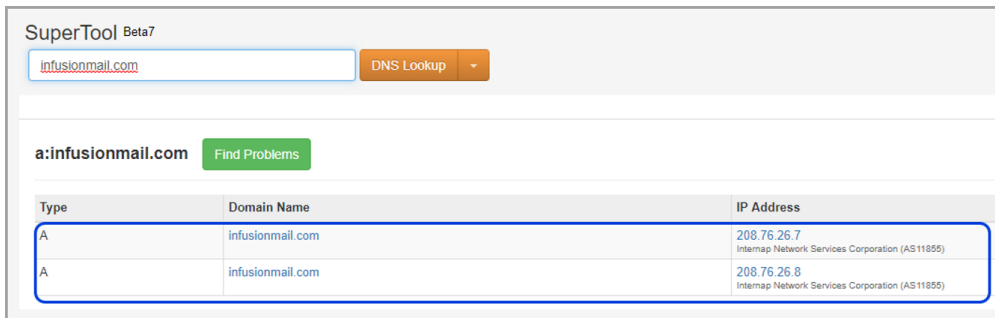 SuperTool Beta7
infusionmail.com DNS Lookup
a:infusionmail.com Find Problems
Type Domain Name IP Address
A infusionmail.com 208.76.26.7
Internap Network Services Corporation (AS11855)
A infusionmail.com 208.76.26.8
Internap Network Services Corporation (AS11855)